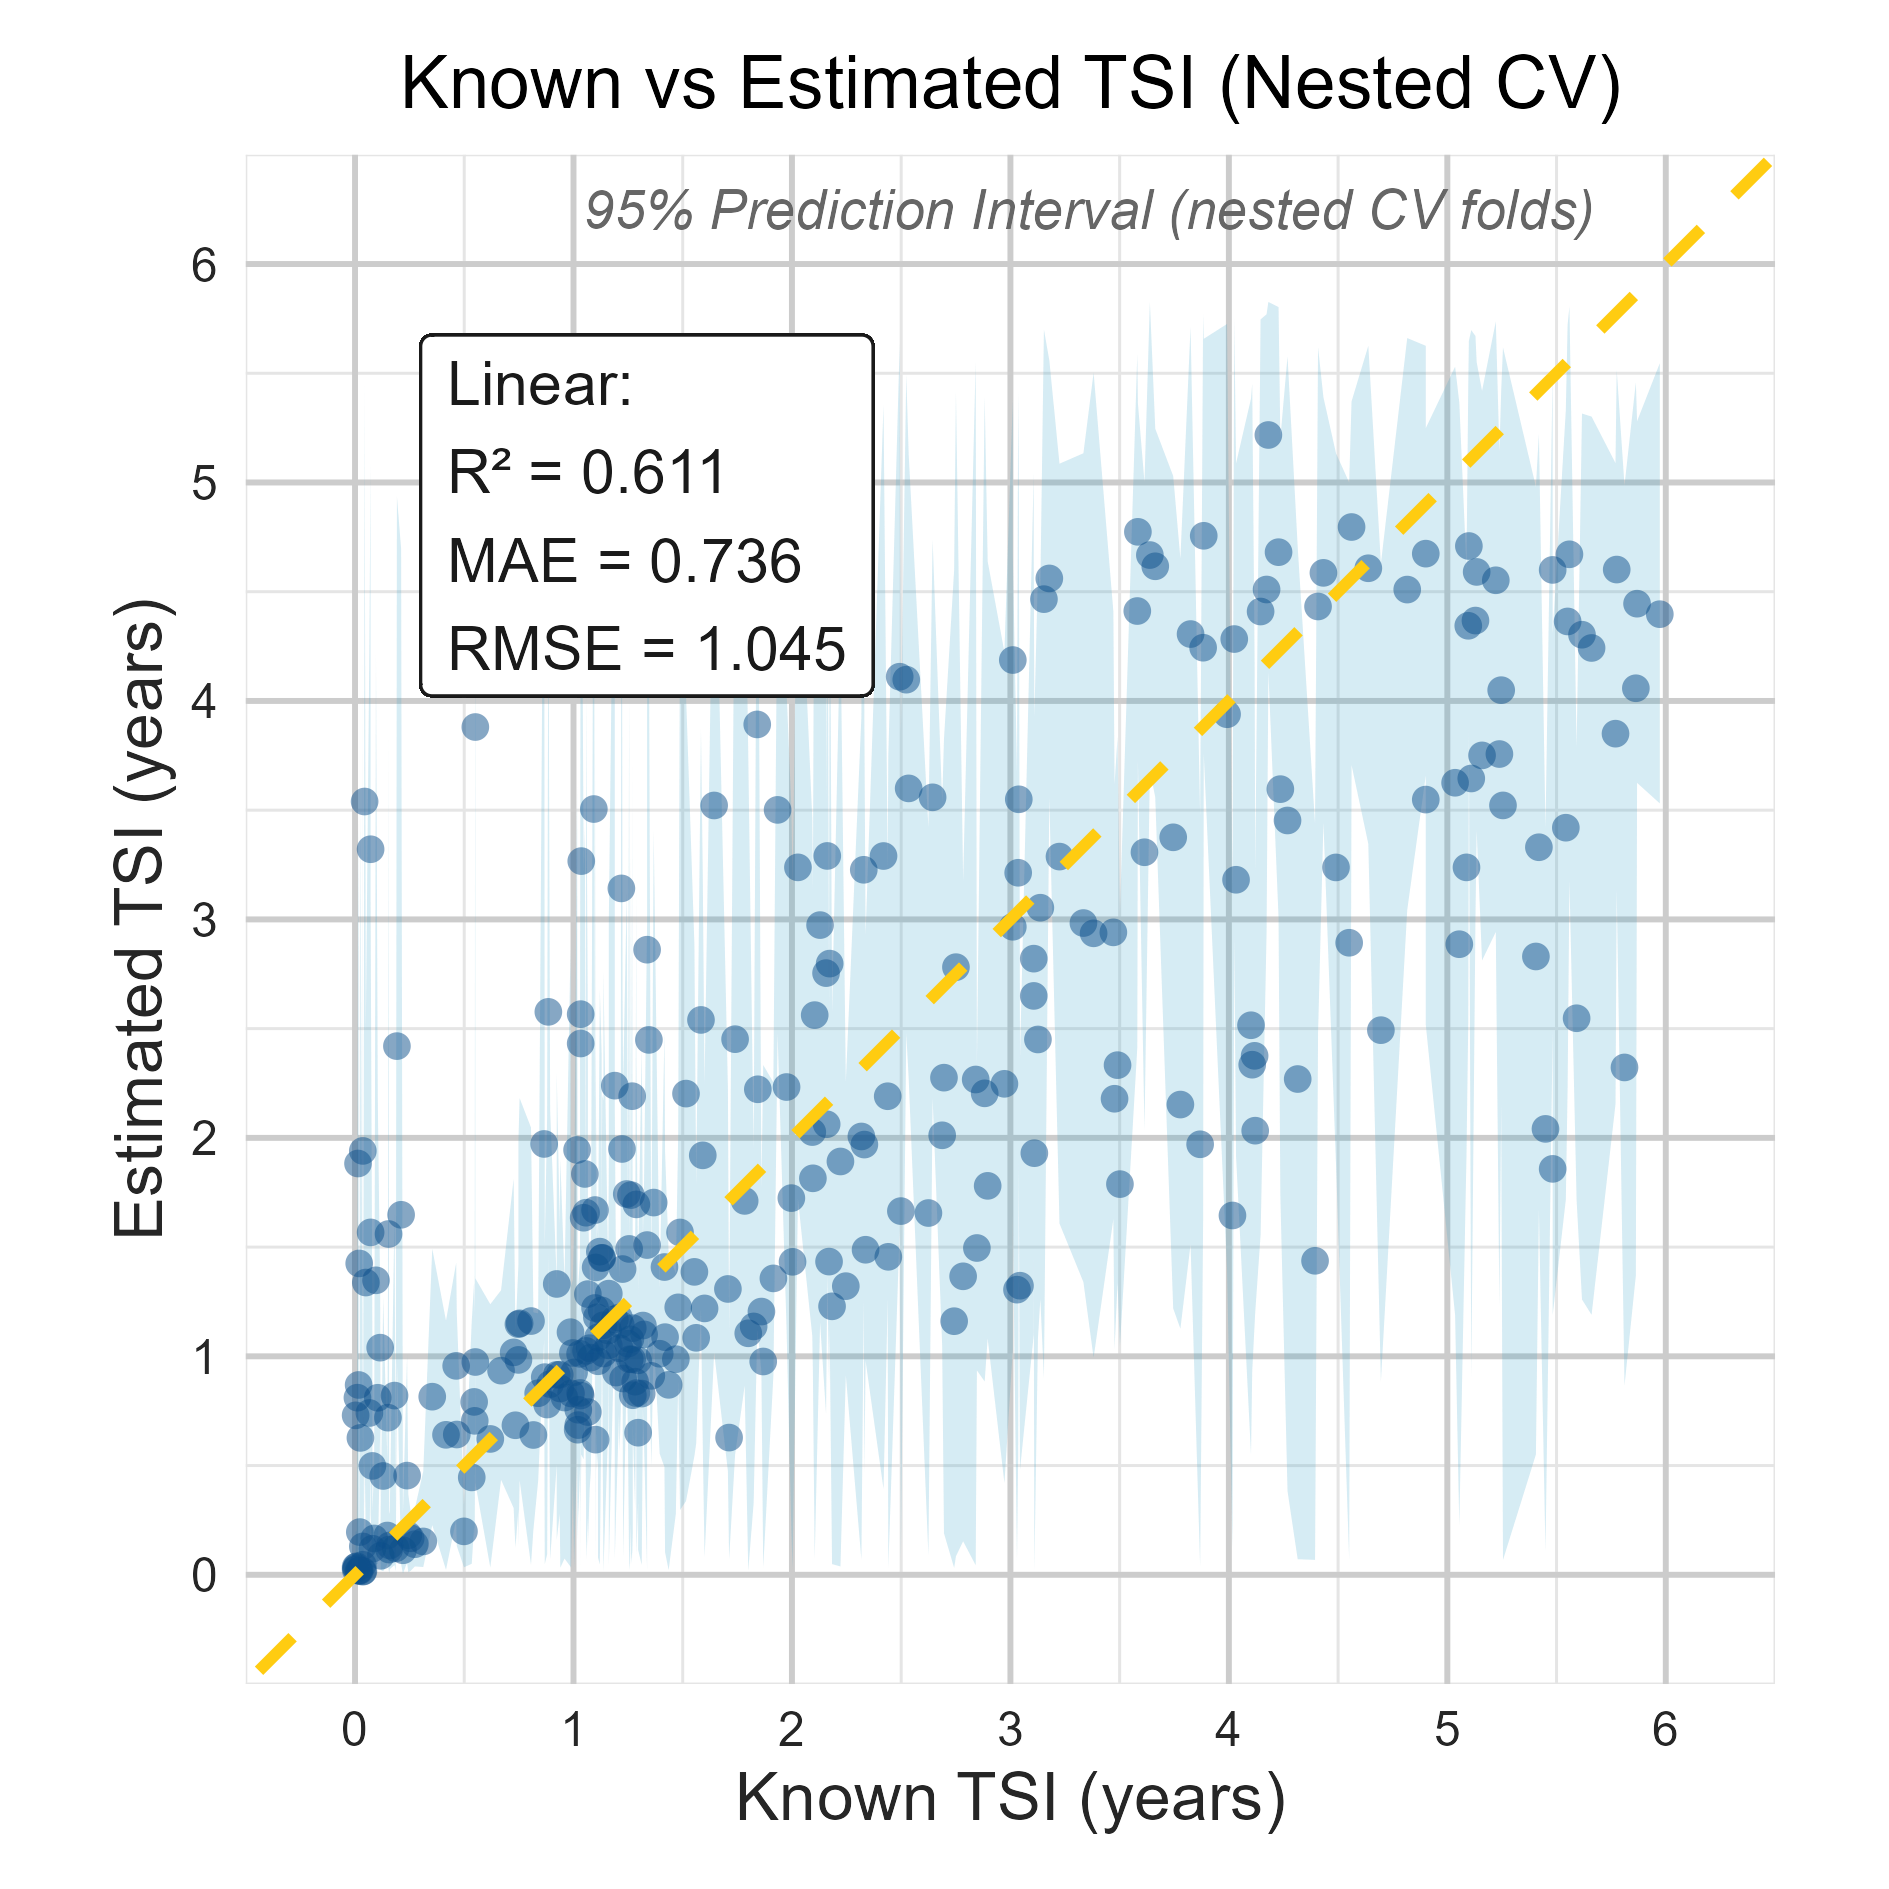 Known vs Estimated TSI (Nested CV)
95% Prediction Interval (nested CV folds)
Linear:
R² = 0.611
MAE = 0.736
RMSE = 1.045
Estimated TSI (years)
6
5
4
3
2
1
0
0 1 2 3 4 5 6
Known TSI (years)